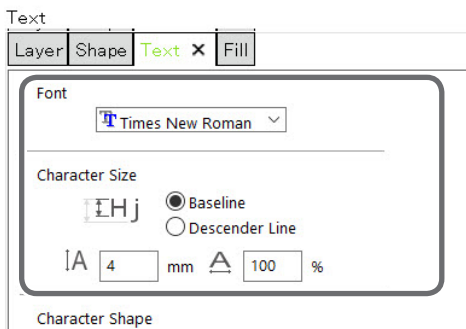 Text
Layer Shape Text × Fill
Font
Times New Roman
Character Size
Hj Baseline
Descender Line
A 4 mm A 100 %
Character Shape